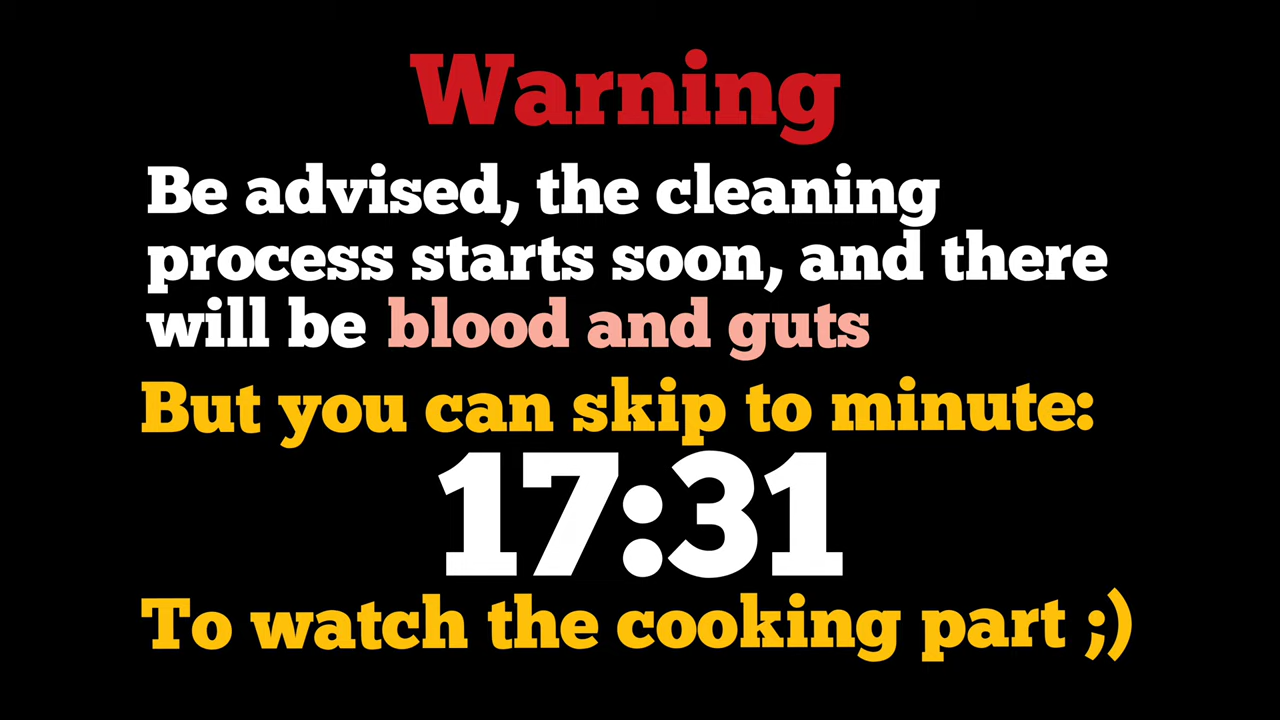 Warning
Be advised, the cleaning
process starts soon, and there
will be blood and guts
But you can skip to minute:
17:31
To watch the cooking part ;)